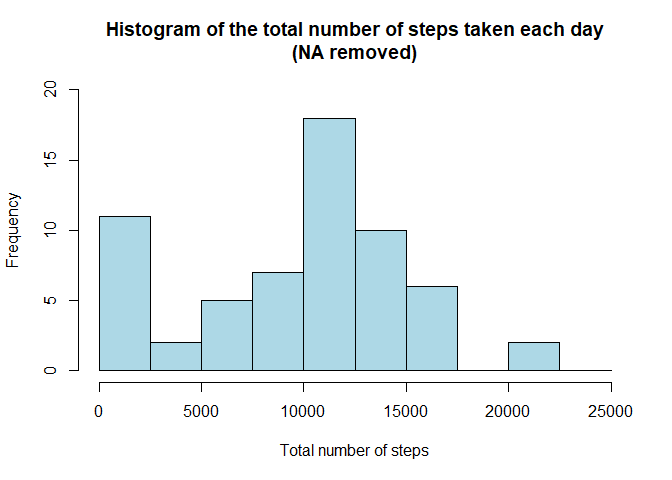 Histogram of the total number of steps taken each day
(NA removed)
20
15
10
5
0
Frequency
0 5000 10000 15000 20000 25000
Total number of steps